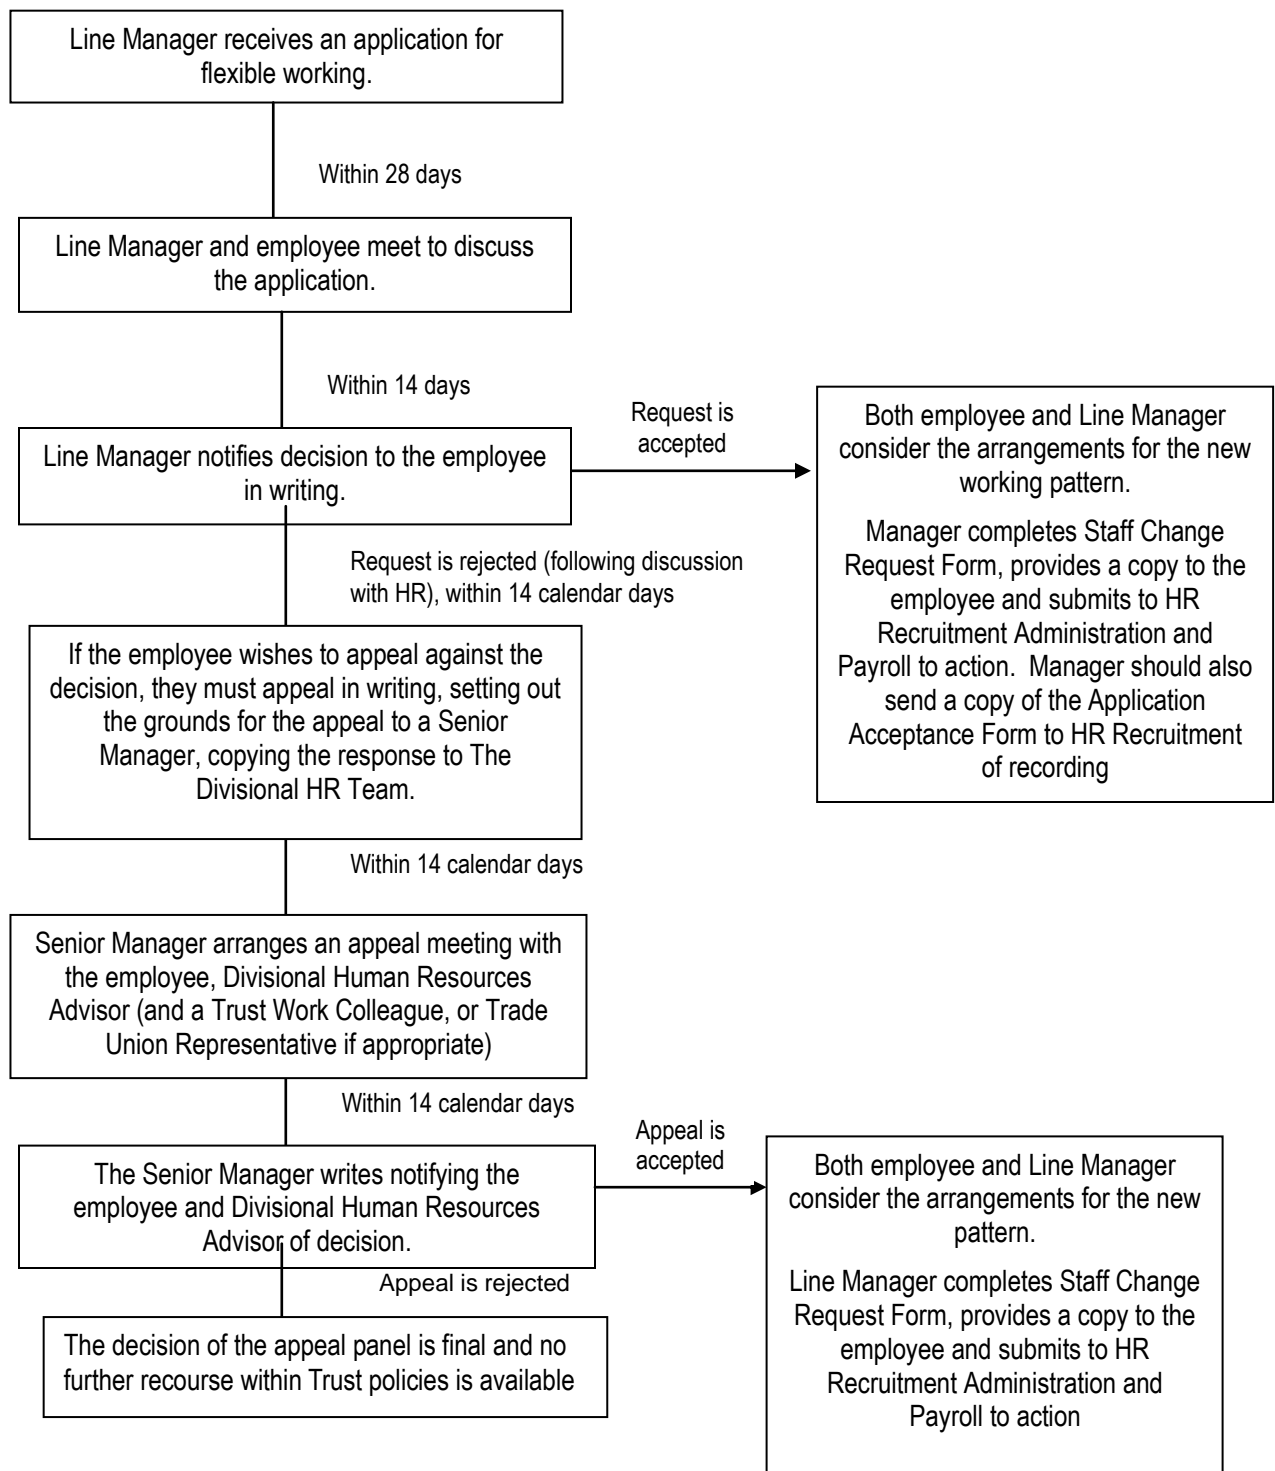 Line Manager receives an application for
flexible working.
Within 28 days
Line Manager and employee meet to discuss
the application.
Within 14 days
Line Manager notifies decision to the employee
in writing.
Request is
accepted
Both employee and Line Manager
consider the arrangements for the new
working pattern.
Manager completes Staff Change
Request Form, provides a copy to the
employee and submits to HR
Recruitment Administration and
Payroll to action.  Manager should also
send a copy of the Application
Acceptance Form to HR Recruitment
of recording
Request is rejected (following discussion
with HR), within 14 calendar days
If the employee wishes to appeal against the
decision, they must appeal in writing, setting out
the grounds for the appeal to a Senior
Manager, copying the response to The
Divisional HR Team.
Within 14 calendar days
Senior Manager arranges an appeal meeting with
the employee, Divisional Human Resources
Advisor (and a Trust Work Colleague, or Trade
Union Representative if appropriate)
Within 14 calendar days
The Senior Manager writes notifying the
employee and Divisional Human Resources
Advisor of decision.
Appeal is
accepted
Both employee and Line Manager
consider the arrangements for the new
pattern.
Line Manager completes Staff Change
Request Form, provides a copy to the
employee and submits to HR
Recruitment Administration and
Payroll to action
Appeal is rejected
The decision of the appeal panel is final and no
further recourse within Trust policies is available